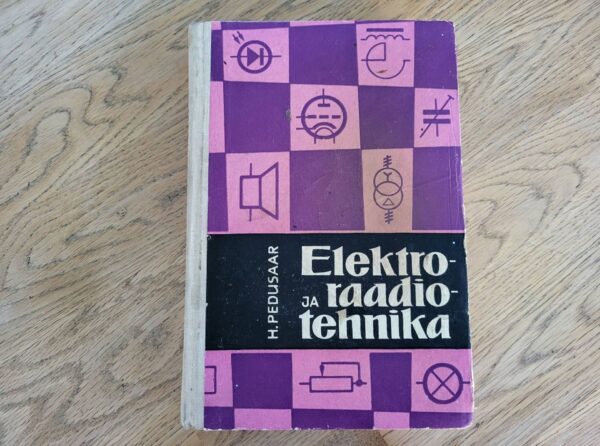 H. PEDUSAAR
Elektro-
JA raadio-
tehnika